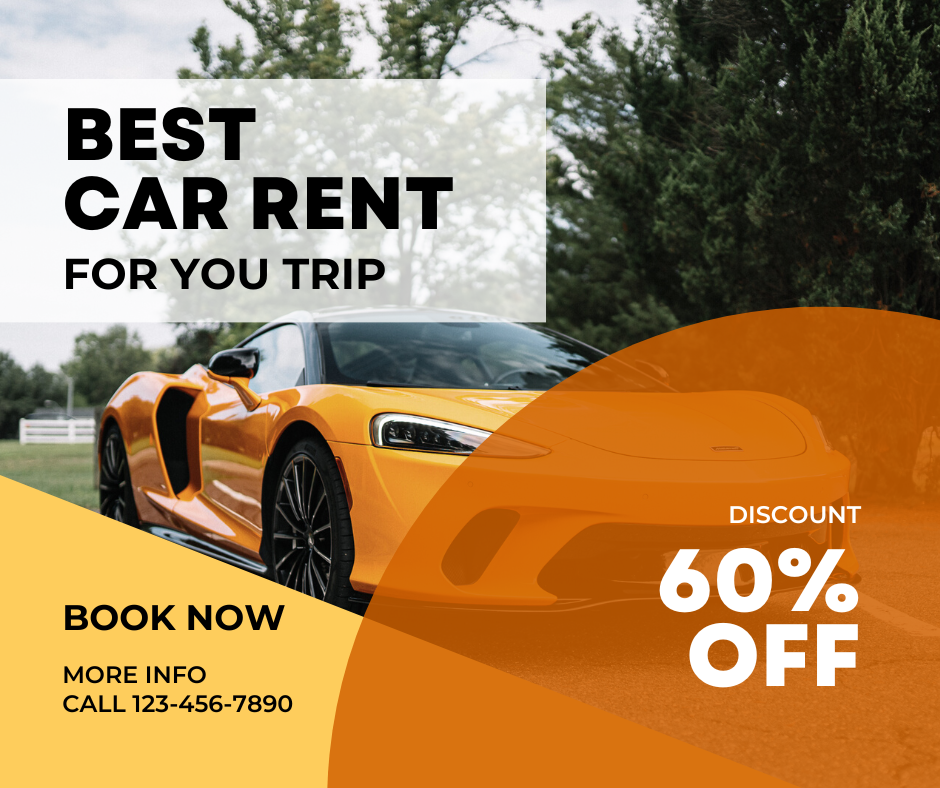 BEST
CAR RENT
FOR YOU TRIP
BOOK NOW
MORE INFO
CALL 123-456-7890
DISCOUNT
60%
OFF